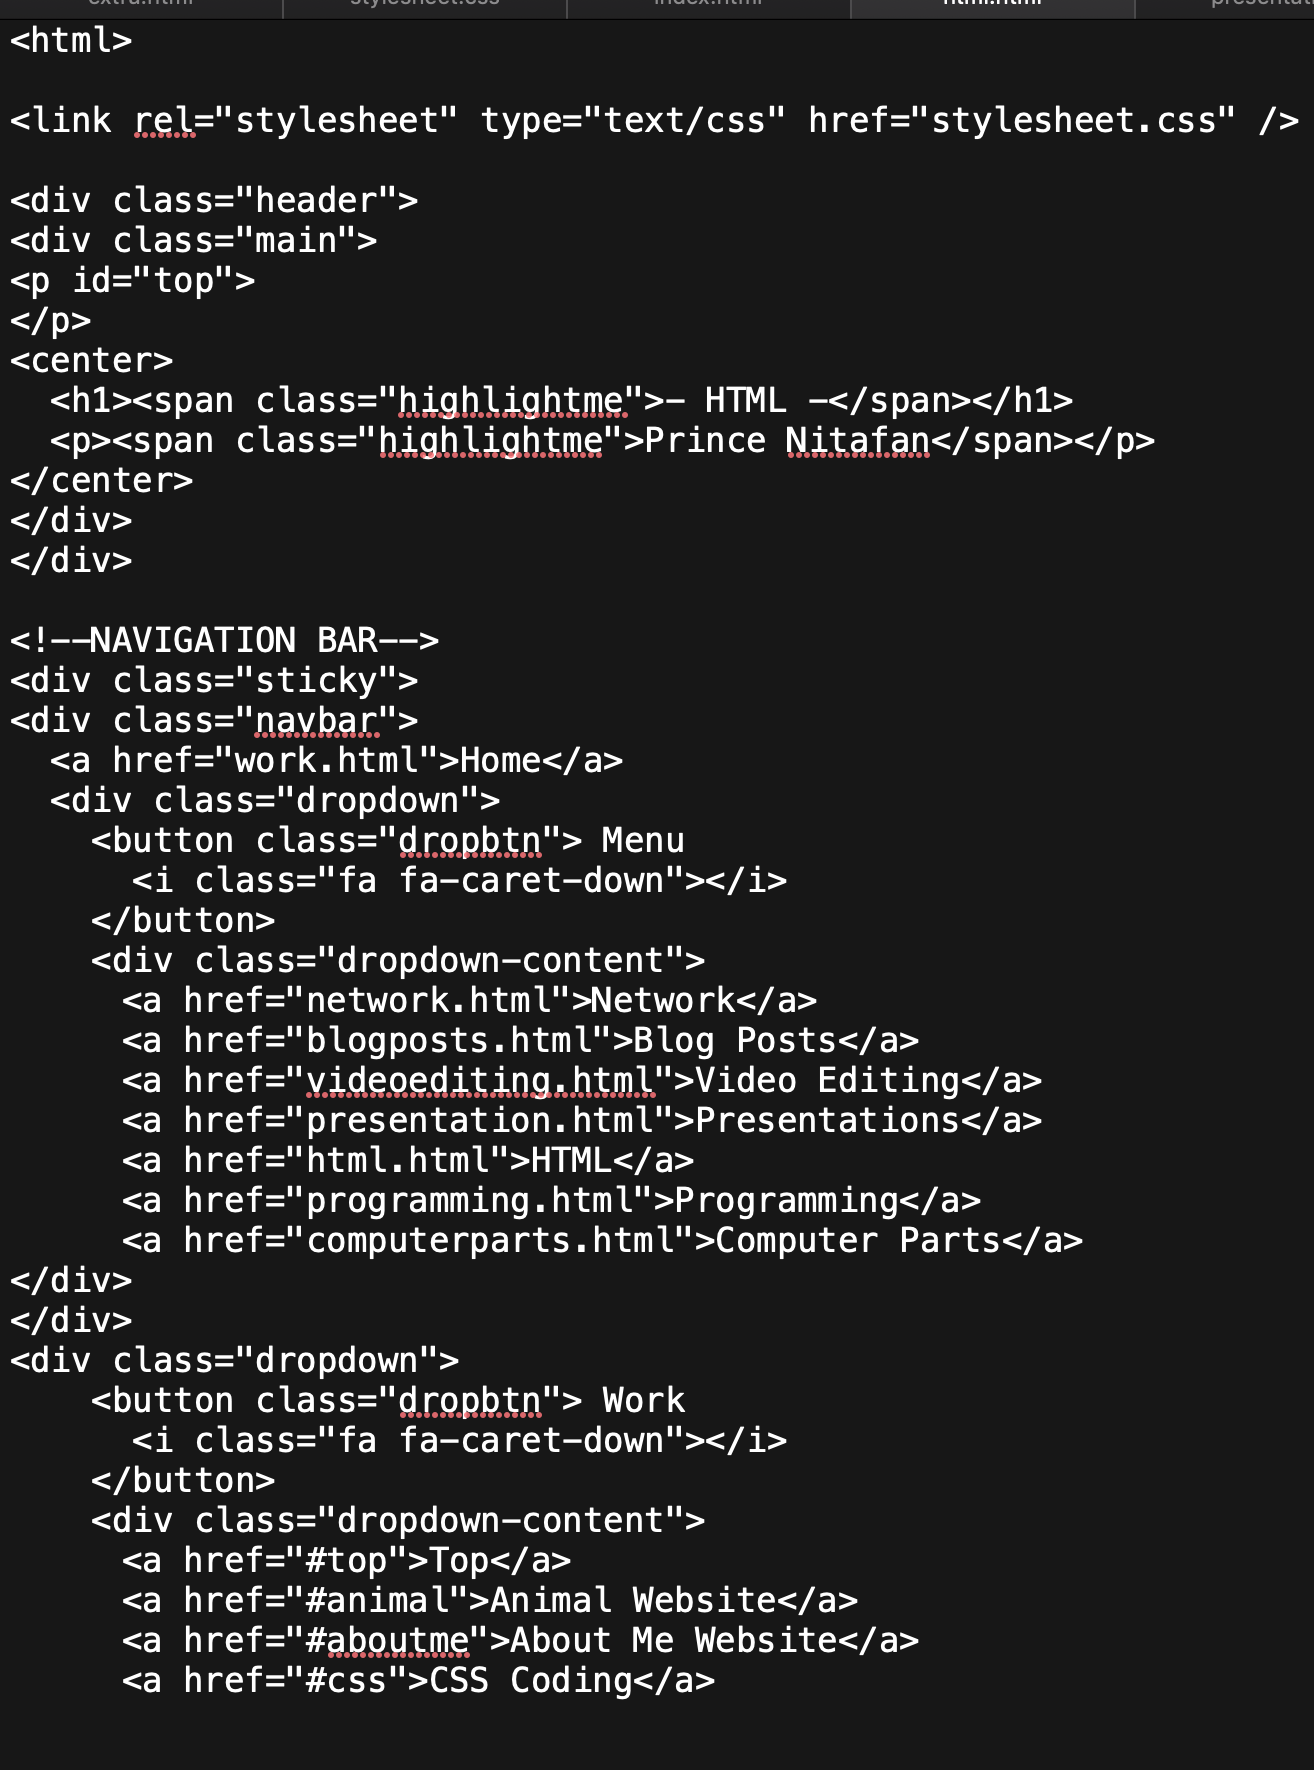 extra.html stylesheet.css index.html html.html
<html>
<link rel="stylesheet" type="text/css" href="stylesheet.css" />
<div class="header">
<div class="main">
<p id="top">
</p>
<center>
<h1><span class="highlightme">- HTML -</span></h1>
<p><span class="highlightme">Prince Nitafan</span></p>
</center>
</div>
</div>
<!--NAVIGATION BAR-->
<div class="sticky">
<div class="navbar">
<a href="work.html">Home</a>
<div class="dropdown">
<button class="dropbtn"> Menu
<i class="fa fa-caret-down"></i>
</button>
<div class="dropdown-content">
<a href="network.html">Network</a>
<a href="blogposts.html">Blog Posts</a>
<a href="videoediting.html">Video Editing</a>
<a href="presentation.html">Presentations</a>
<a href="html.html">HTML</a>
<a href="programming.html">Programming</a>
<a href="computerparts.html">Computer Parts</a>
</div>
</div>
<div class="dropdown">
<button class="dropbtn"> Work
<i class="fa fa-caret-down"></i>
</button>
<div class="dropdown-content">
<a href="#top">Top</a>
<a href="#animal">Animal Website</a>
<a href="#aboutme">About Me Website</a>
<a href="#css">CSS Coding</a>